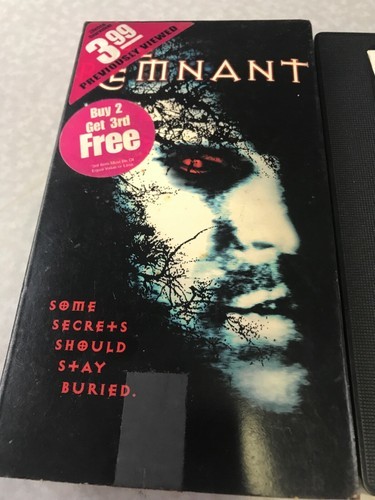 3.99
PREVIOUSLY VIEWED
EMNANT
Buy 2
Get 3rd
Free
SOME
SECRETS
SHOULD
STAY
BURIED.